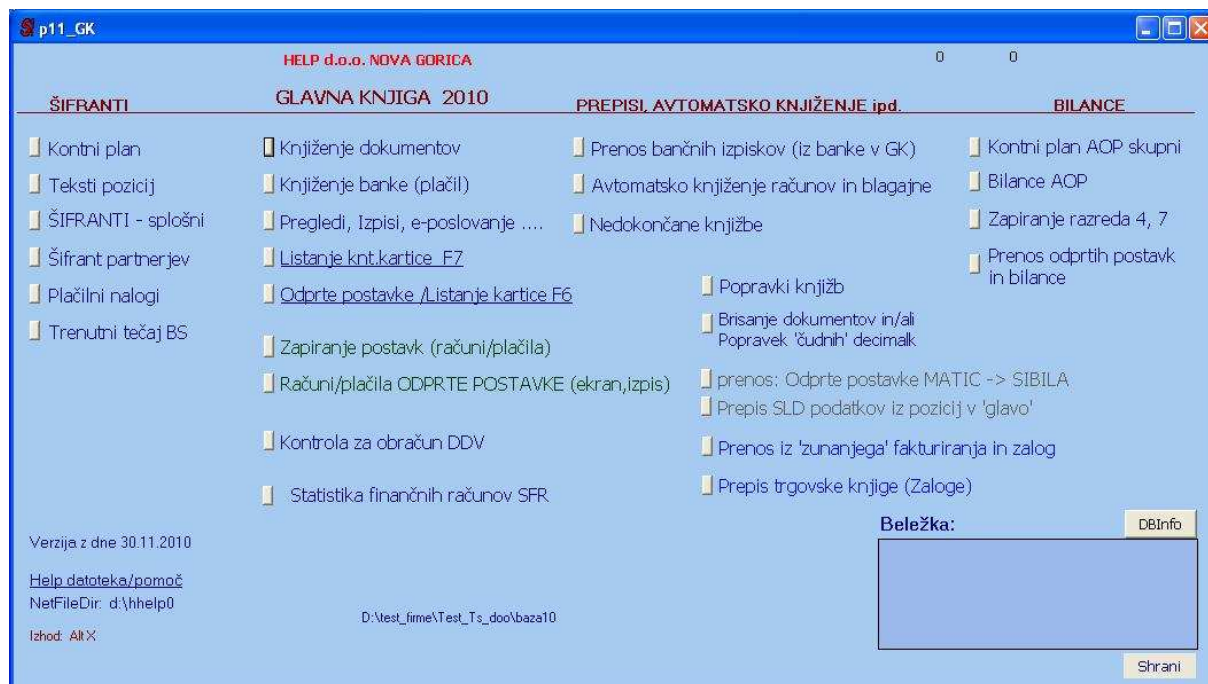 p11_GK
HELP d.o.o. NOVA GORICA
0 0
ŠIFRANTI
GLAVNA KNJIGA 2010
PREPISI, AVTOMATSKO KNJIŽENJE ipd.
BILANCE
Kontni plan
Teksti pozicij
ŠIFRANTI - splošni
Šifrant partnerjev
Plačilni nalogi
Trenutni tečaj BS
Knjiženje dokumentov
Knjiženje banke (plačil)
Pregledi, Izpisi, e-poslovanje ....
Listanje knt.kartice F7
Odprte postavke /Listanje kartice F6
Zapiranje postavk (računi/plačila)
Računi/plačila ODPRTE POSTAVKE (ekran,izpis)
Kontrola za obračun DDV
Statistika finančnih računov SFR
Prenos bančnih izpiskov (iz banke v GK)
Avtomatsko knjiženje računov in blagajne
Nedokončane knjižbe
Popravki knjižb
Brisanje dokumentov in/ali
Popravek 'čudnih' decimalk
prenos: Odprte postavke MATIC -> SIBILA
Prepis SLD podatkov iz pozicij v 'glavo'
Prenos iz 'zunanjega' fakturiranja in zalog
Prepis trgovske knjige (Zaloge)
Kontni plan AOP skupni
Bilance AOP
Zapiranje razreda 4, 7
Prenos odprtih postavk
in bilance
Beležka:
DBInfo
Verzija z dne 30.11.2010
Help datoteka/pomoč
NetFileDir: d:\hhelp0
Izhod: Alt X
D:\test_firme\Test_Ts_doo\baza10
Shrani